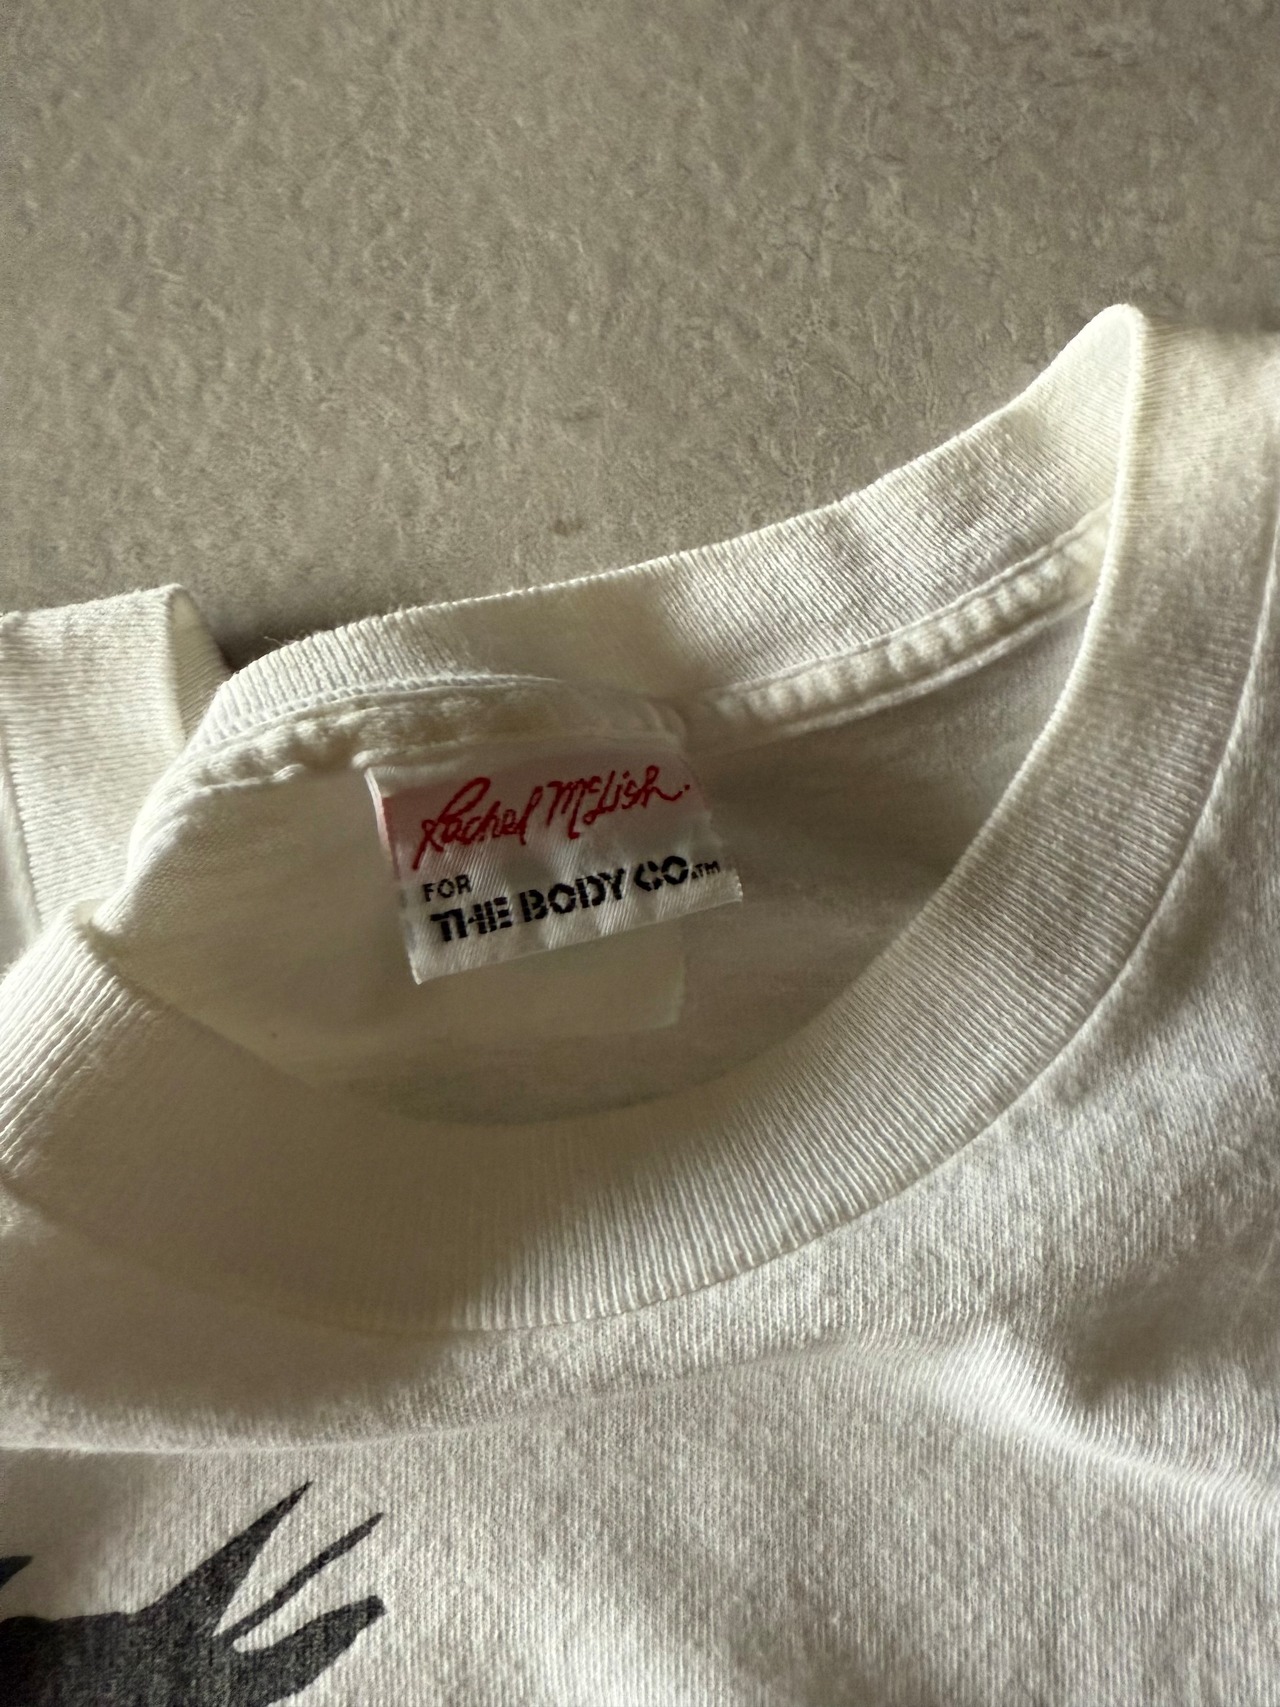 Rachel McLish.
FOR
THE BODY CO.™